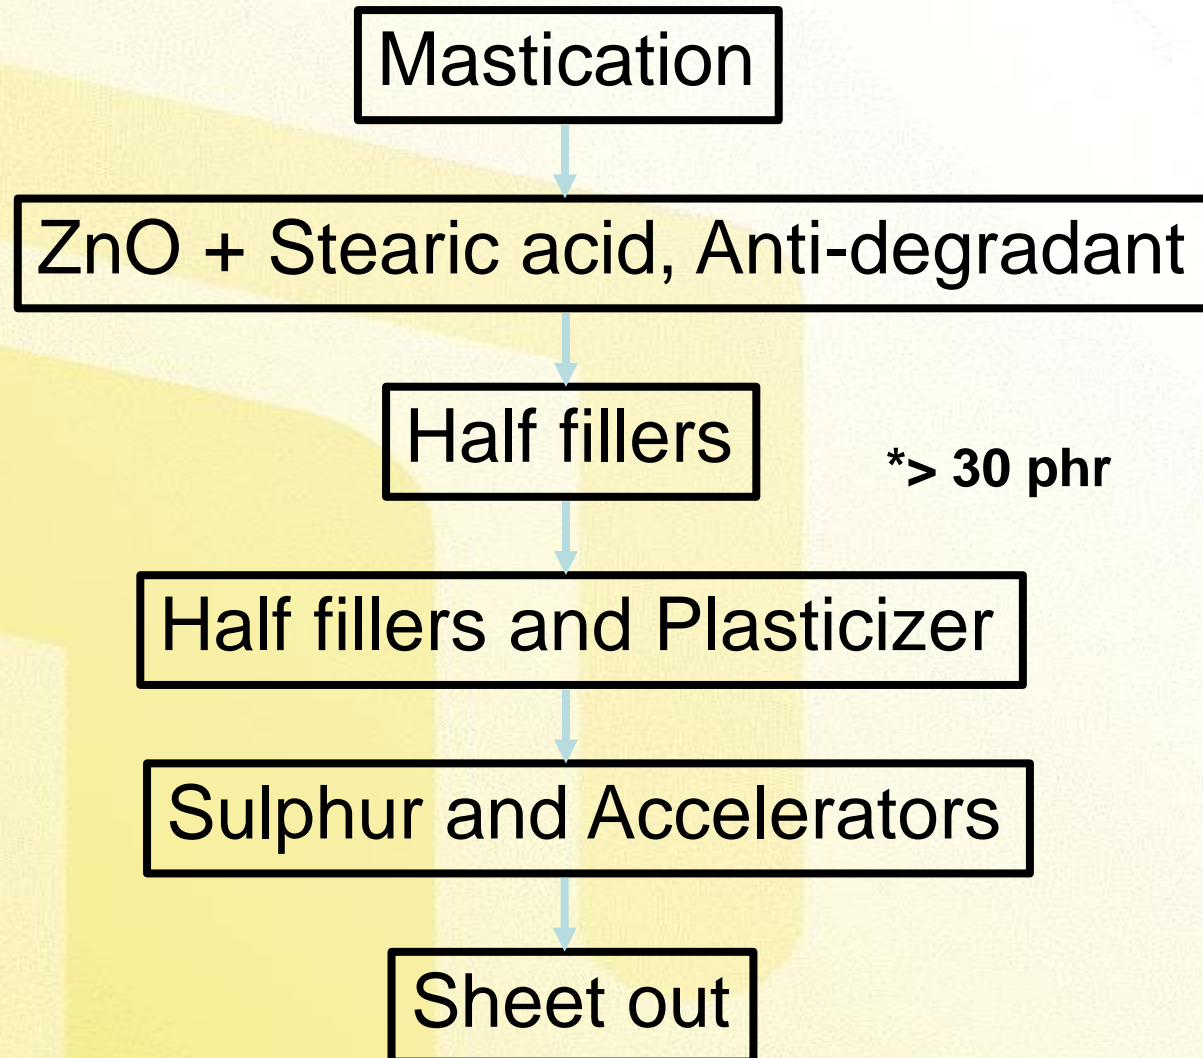 Mastication
ZnO + Stearic acid, Anti-degradant
Half fillers
*> 30 phr
Half fillers and Plasticizer
Sulphur and Accelerators
Sheet out